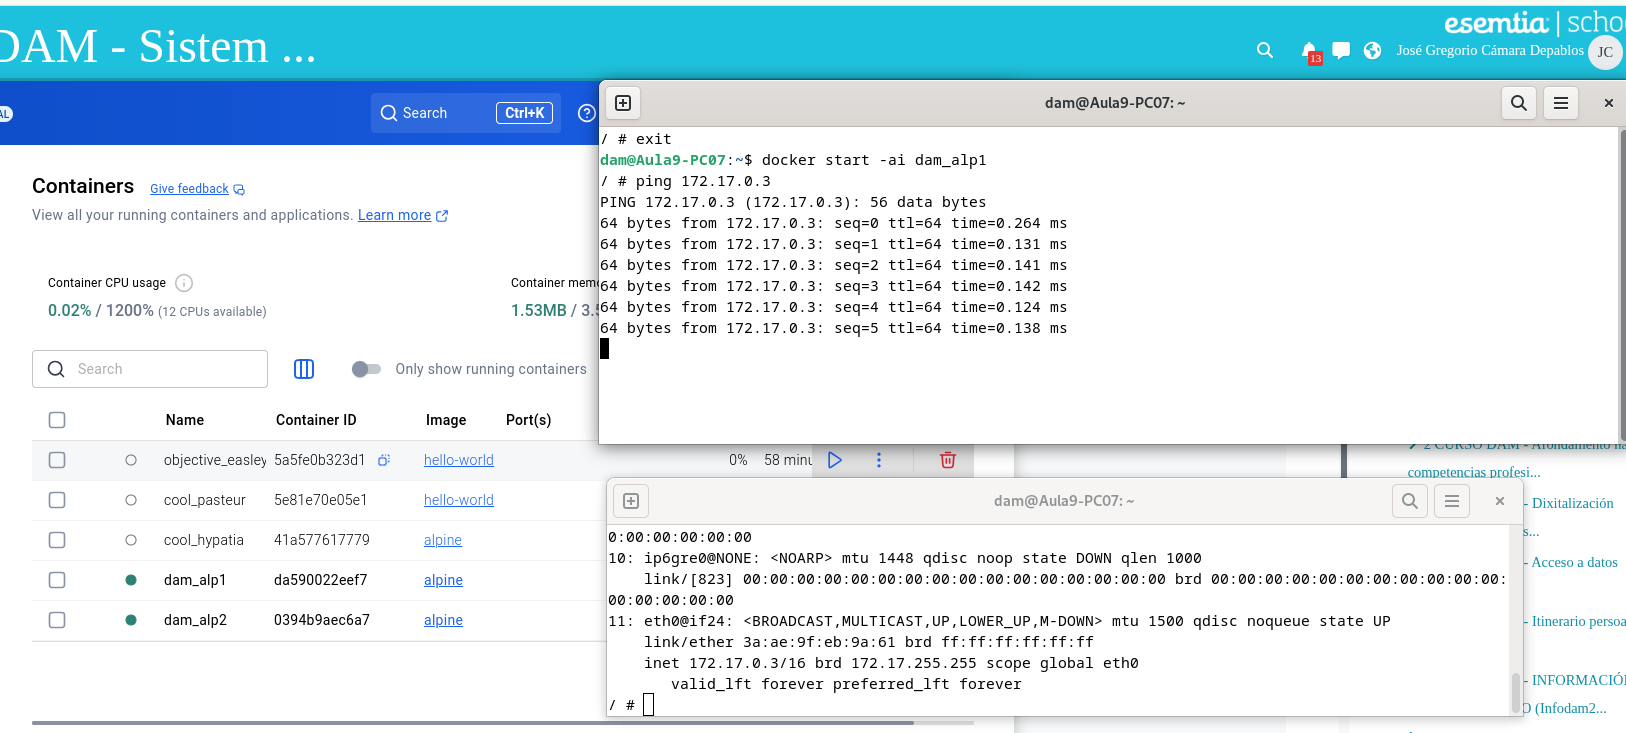 DAM - Sistem ...
esemtia | scho
13
José Gregorio Cámara Depablos
JC
AL
Search
Ctrl+K
Containers
Give feedback
View all your running containers and applications. Learn more
Container CPU usage
0.02% / 1200% (12 CPUs available)
Container memo
1.53MB / 3.5
Search
Only show running containers
Name Container ID Image Port(s)
objective_easley 5a5fe0b323d1 hello-world 0% 58 minu
cool_pasteur 5e81e70e05e1 hello-world
cool_hypatia 41a577617779 alpine
dam_alp1 da590022eef7 alpine
dam_alp2 0394b9aec6a7 alpine
dam@Aula9-PC07: ~
/ # exit
dam@Aula9-PC07:~$ docker start -ai dam_alp1
/ # ping 172.17.0.3
PING 172.17.0.3 (172.17.0.3): 56 data bytes
64 bytes from 172.17.0.3: seq=0 ttl=64 time=0.264 ms
64 bytes from 172.17.0.3: seq=1 ttl=64 time=0.131 ms
64 bytes from 172.17.0.3: seq=2 ttl=64 time=0.141 ms
64 bytes from 172.17.0.3: seq=3 ttl=64 time=0.142 ms
64 bytes from 172.17.0.3: seq=4 ttl=64 time=0.124 ms
64 bytes from 172.17.0.3: seq=5 ttl=64 time=0.138 ms
dam@Aula9-PC07: ~
0:00:00:00:00:00
10: ip6gre0@NONE: <NOARP> mtu 1448 qdisc noop state DOWN qlen 1000
link/[823] 00:00:00:00:00:00:00:00:00:00:00:00:00:00:00:00 brd 00:00:00:00:00:00:00:00:00:00:00:
00:00:00:00:00
11: eth0@if24: <BROADCAST,MULTICAST,UP,LOWER_UP,M-DOWN> mtu 1500 qdisc noqueue state UP
link/ether 3a:ae:9f:eb:9a:61 brd ff:ff:ff:ff:ff:ff
inet 172.17.0.3/16 brd 172.17.255.255 scope global eth0
valid_lft forever preferred_lft forever
/ #
2 CURSO DAM - Afondamento na
competencias profesi...
- Dixitalización
s...
- Acceso a datos
- Itinerario persoa
- INFORMACIÓ
O (Infodam2...